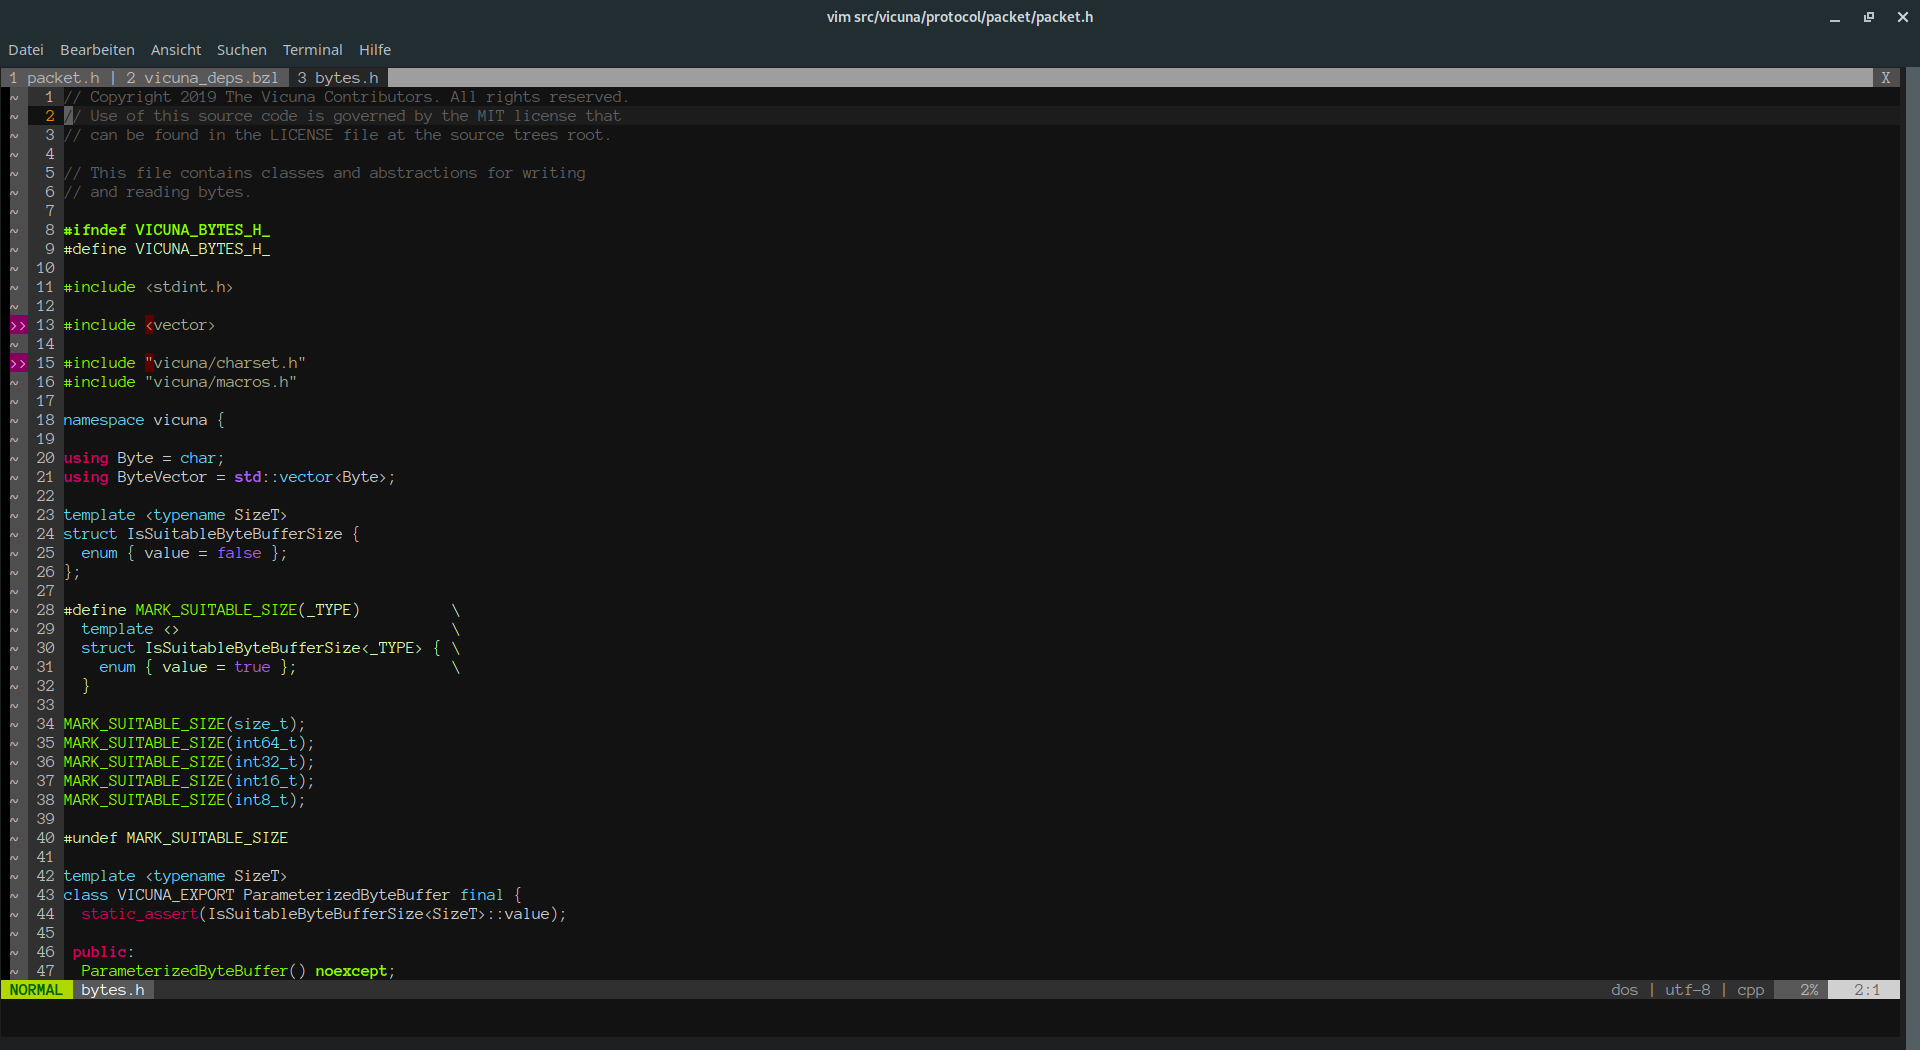 vim src/vicuna/protocol/packet/packet.h
Datei Bearbeiten Ansicht Suchen Terminal Hilfe
1 packet.h | 2 vicuna_deps.bzl 3 bytes.h X
~ 1 // Copyright 2019 The Vicuna Contributors. All rights reserved.
~ 2 // Use of this source code is governed by the MIT license that
~ 3 // can be found in the LICENSE file at the source trees root.
~ 4
~ 5 // This file contains classes and abstractions for writing
~ 6 // and reading bytes.
~ 7
~ 8 #ifndef VICUNA_BYTES_H_
~ 9 #define VICUNA_BYTES_H_
~ 10
~ 11 #include <stdint.h>
~ 12
>> 13 #include <vector>
~ 14
>> 15 #include "vicuna/charset.h"
~ 16 #include "vicuna/macros.h"
~ 17
~ 18 namespace vicuna {
~ 19
~ 20 using Byte = char;
~ 21 using ByteVector = std::vector<Byte>;
~ 22
~ 23 template <typename SizeT>
~ 24 struct IsSuitableByteBufferSize {
~ 25   enum { value = false };
~ 26 };
~ 27
~ 28 #define MARK_SUITABLE_SIZE(_TYPE)          \
~ 29   template <>                              \
~ 30   struct IsSuitableByteBufferSize<_TYPE> { \
~ 31     enum { value = true };                 \
~ 32   }
~ 33
~ 34 MARK_SUITABLE_SIZE(size_t);
~ 35 MARK_SUITABLE_SIZE(int64_t);
~ 36 MARK_SUITABLE_SIZE(int32_t);
~ 37 MARK_SUITABLE_SIZE(int16_t);
~ 38 MARK_SUITABLE_SIZE(int8_t);
~ 39
~ 40 #undef MARK_SUITABLE_SIZE
~ 41
~ 42 template <typename SizeT>
~ 43 class VICUNA_EXPORT ParameterizedByteBuffer final {
~ 44   static_assert(IsSuitableByteBufferSize<SizeT>::value);
~ 45
~ 46  public:
~ 47   ParameterizedByteBuffer() noexcept;
NORMAL bytes.h dos | utf-8 | cpp 2% 2:1